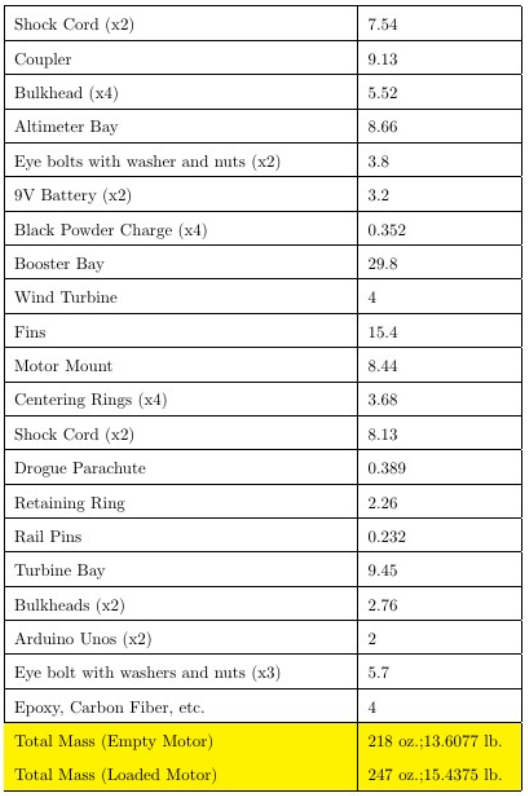 Shock Cord (x2) 7.54
Coupler 9.13
Bulkhead (x4) 5.52
Altimeter Bay 8.66
Eye bolts with washer and nuts (x2) 3.8
9V Battery (x2) 3.2
Black Powder Charge (x4) 0.352
Booster Bay 29.8
Wind Turbine 4
Fins 15.4
Motor Mount 8.44
Centering Rings (x4) 3.68
Shock Cord (x2) 8.13
Drogue Parachute 0.389
Retaining Ring 2.26
Rail Pins 0.232
Turbine Bay 9.45
Bulkheads (x2) 2.76
Arduino Unos (x2) 2
Eye bolt with washers and nuts (x3) 5.7
Epoxy, Carbon Fiber, etc. 4
Total Mass (Empty Motor) 218 oz.;13.6077 lb.
Total Mass (Loaded Motor) 247 oz.;15.4375 lb.